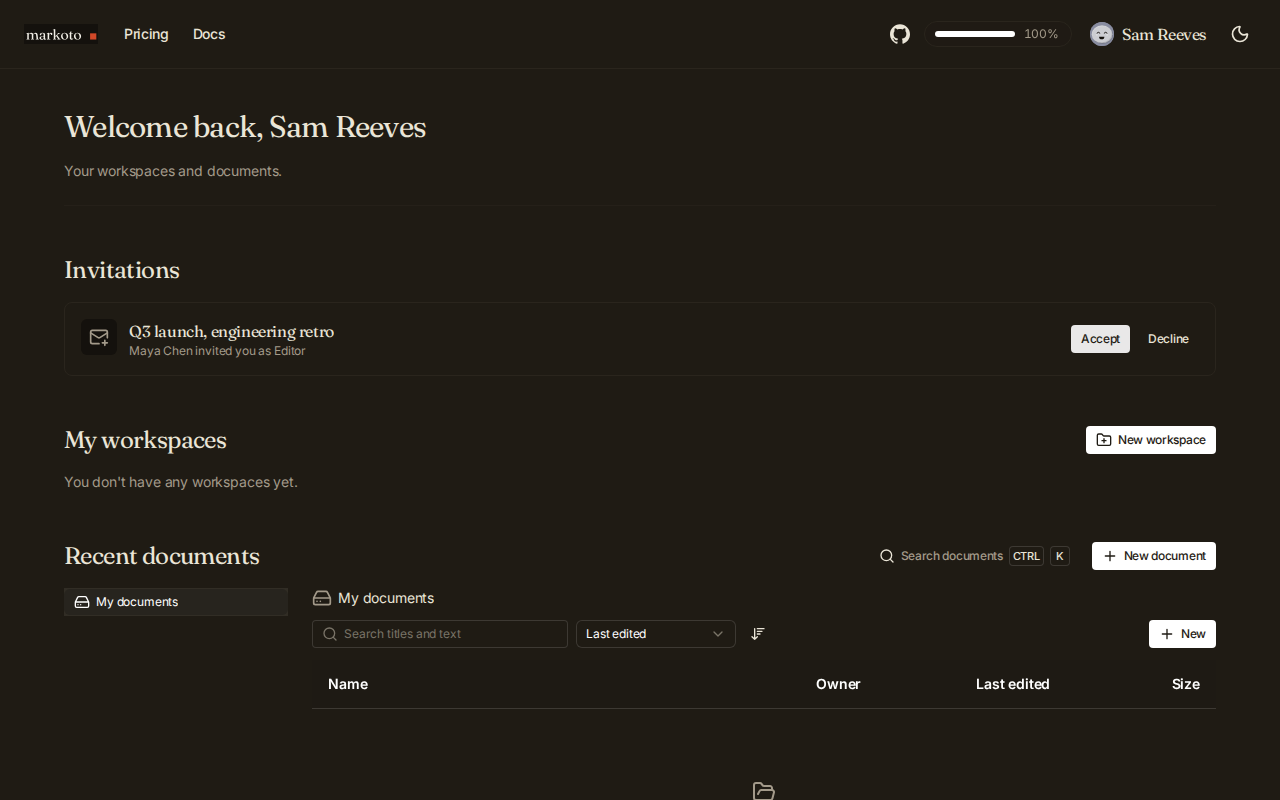 markoto
Pricing
Docs
100%
Sam Reeves
Welcome back, Sam Reeves
Your workspaces and documents.
Invitations
Q3 launch, engineering retro
Maya Chen invited you as Editor
Accept
Decline
My workspaces
New workspace
You don't have any workspaces yet.
Recent documents
Search documents CTRL K
New document
My documents
My documents
Search titles and text
Last edited
New
Name
Owner
Last edited
Size